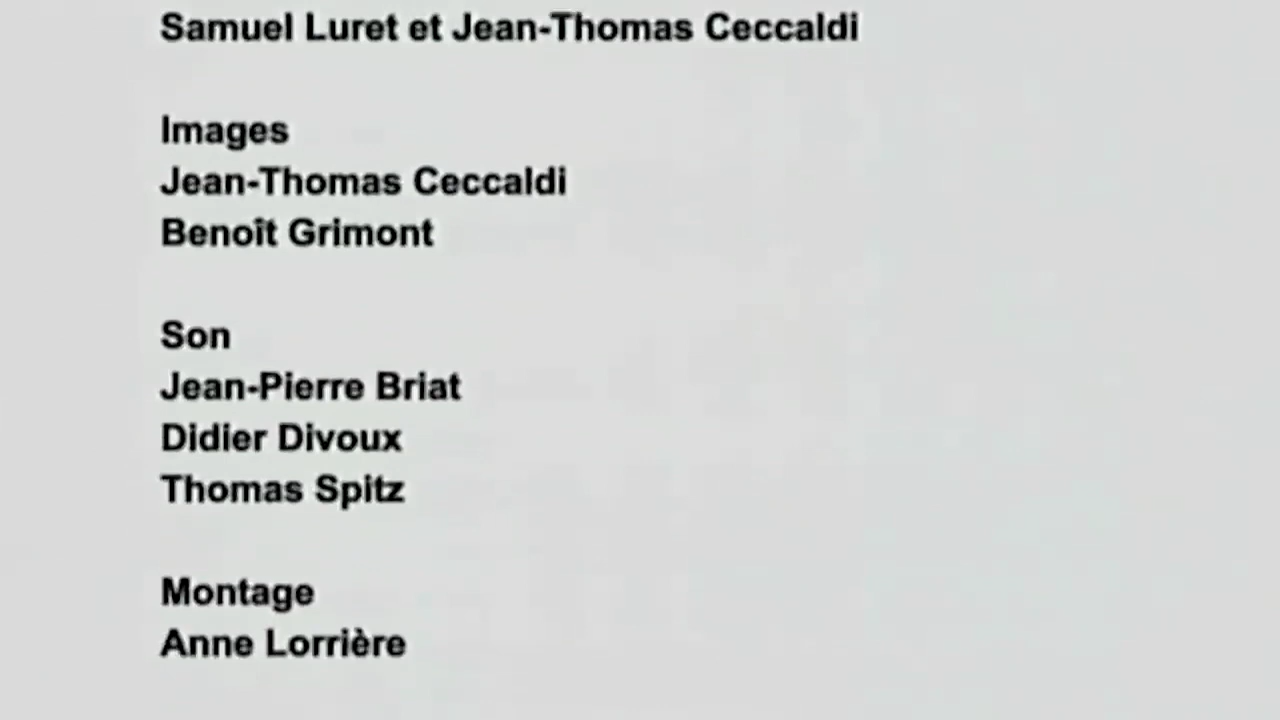 Samuel Luret et Jean-Thomas Ceccaldi
Images
Jean-Thomas Ceccaldi
Benoît Grimont
Son
Jean-Pierre Briat
Didier Divoux
Thomas Spitz
Montage
Anne Lorrière